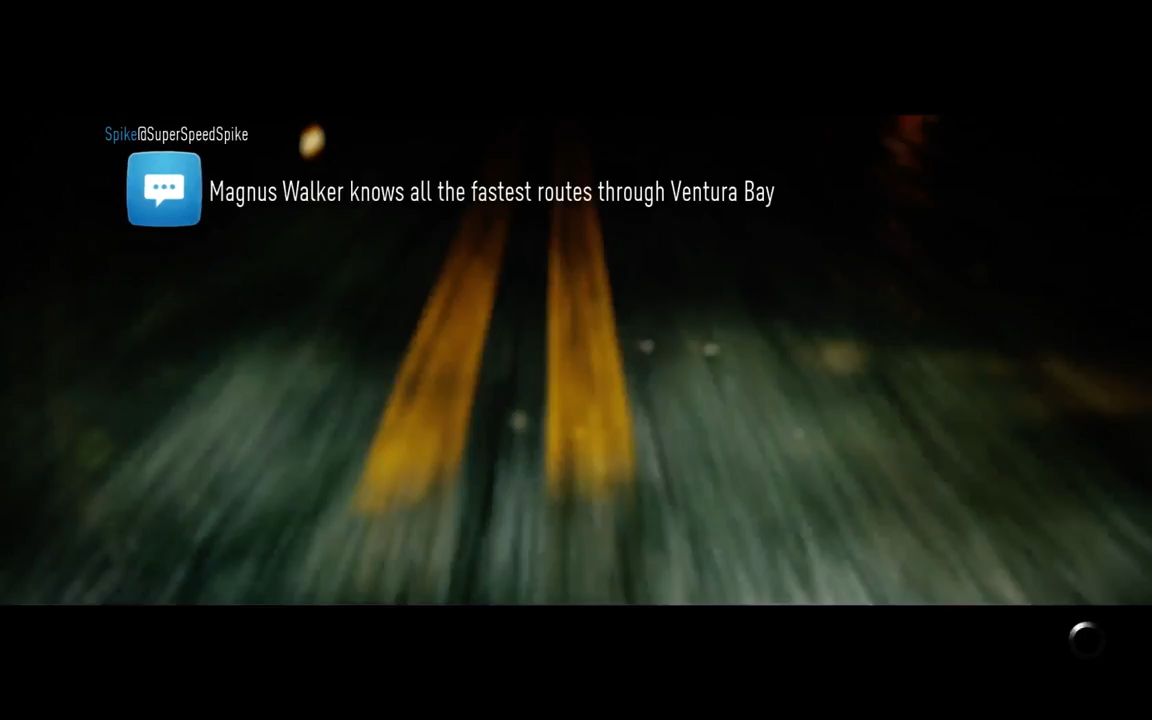 Spike@SuperSpeedSpike
Magnus Walker knows all the fastest routes through Ventura Bay